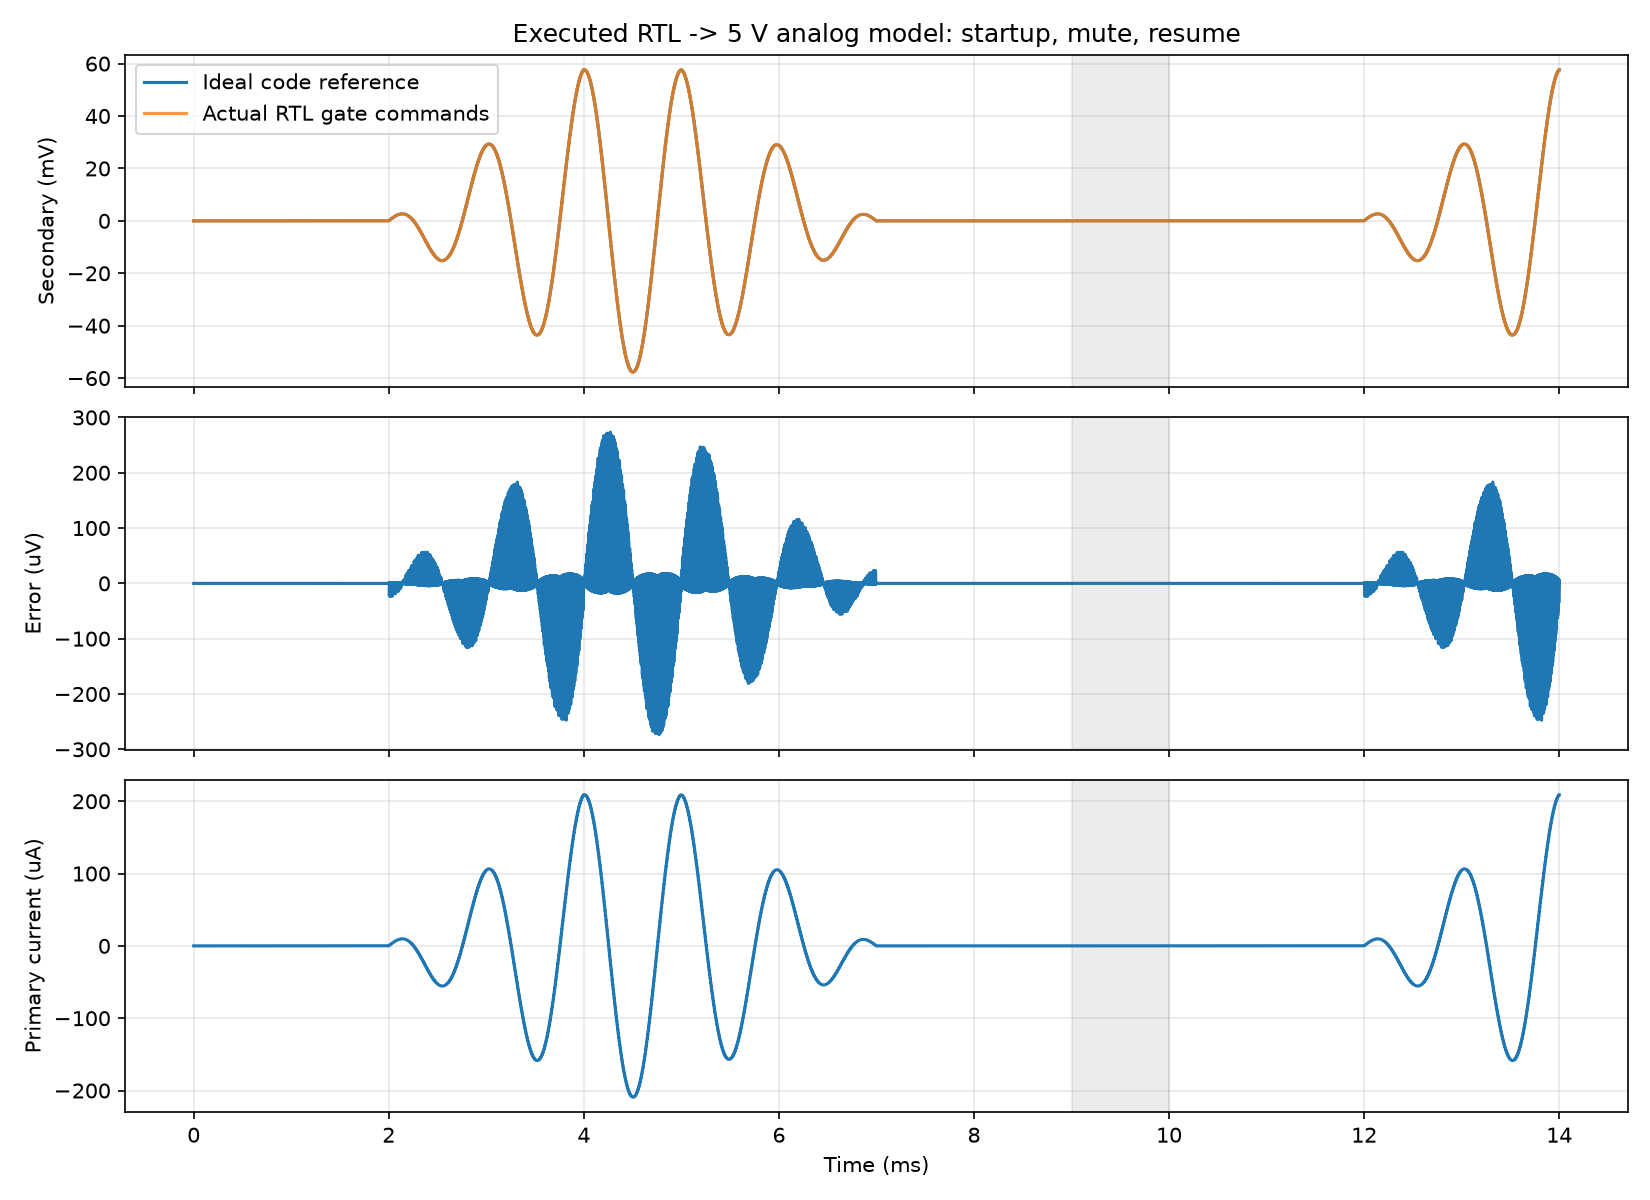 Executed RTL -> 5 V analog model: startup, mute, resume
Ideal code reference
Actual RTL gate commands
Secondary (mV)
60
40
20
0
−20
−40
−60
Error (uV)
300
200
100
0
−100
−200
−300
Primary current (uA)
200
100
0
−100
−200
0 2 4 6 8 10 12 14
Time (ms)